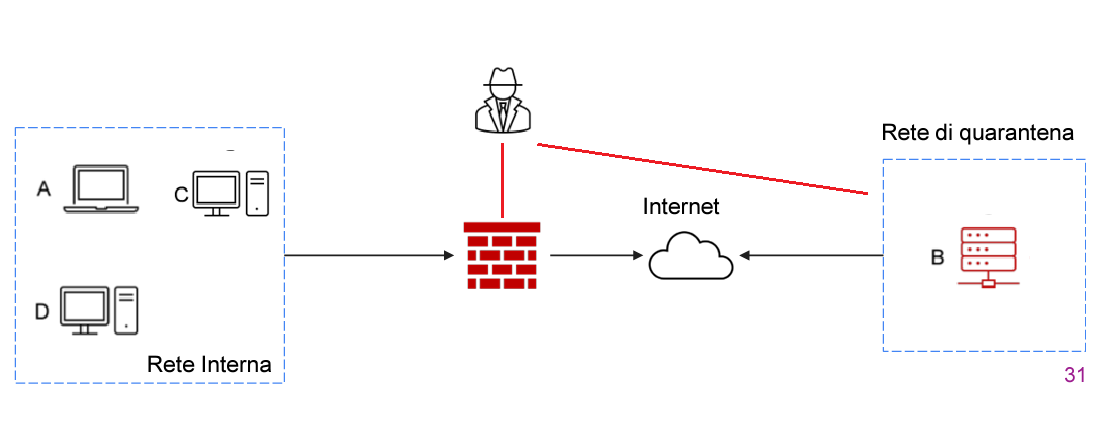 Rete di quarantena
A
C
Internet
B
D
Rete Interna
31